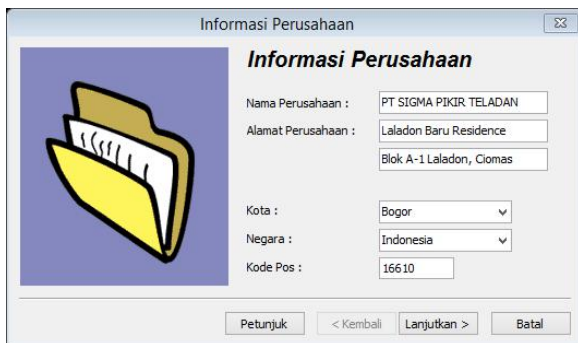 Informasi Perusahaan
Informasi Perusahaan
Nama Perusahaan : PT SIGMA PIKIR TELADAN
Alamat Perusahaan : Laladon Baru Residence
Blok A-1 Laladon, Ciomas
Kota : Bogor
Negara : Indonesia
Kode Pos : 16610
Petunjuk < Kembali Lanjutkan > Batal